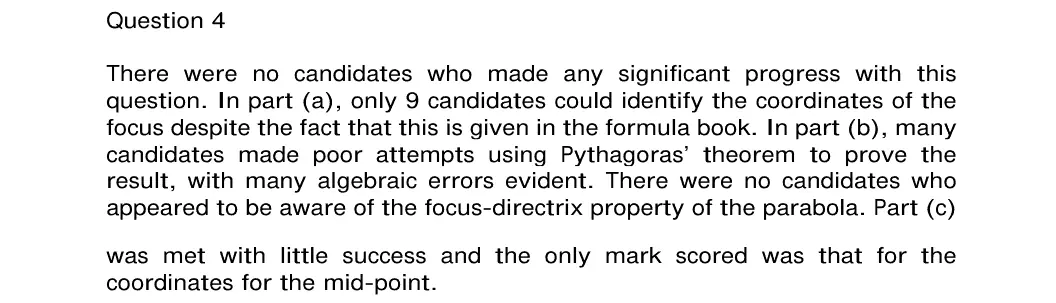 Question 4
There were no candidates who made any significant progress with this
question. In part (a), only 9 candidates could identify the coordinates of the
focus despite the fact that this is given in the formula book. In part (b), many
candidates made poor attempts using Pythagoras' theorem to prove the
result, with many algebraic errors evident. There were no candidates who
appeared to be aware of the focus-directrix property of the parabola. Part (c)
was met with little success and the only mark scored was that for the
coordinates for the mid-point.